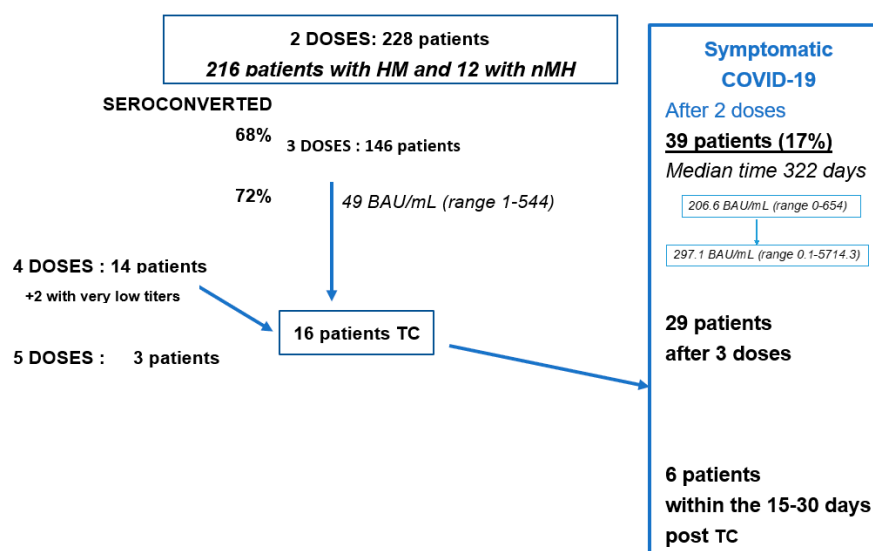 2 DOSES: 228 patients
216 patients with HM and 12 with nMH
SEROCONVERTED
68%
3 DOSES : 146 patients
72%
49 BAU/mL (range 1-544)
4 DOSES : 14 patients
+2 with very low titers
16 patients TC
5 DOSES : 3 patients
Symptomatic
COVID-19
After 2 doses
39 patients (17%)
Median time 322 days
206.6 BAU/mL (range 0-654)
297.1 BAU/mL (range 0.1-5714.3)
29 patients
after 3 doses
6 patients
within the 15-30 days
post TC